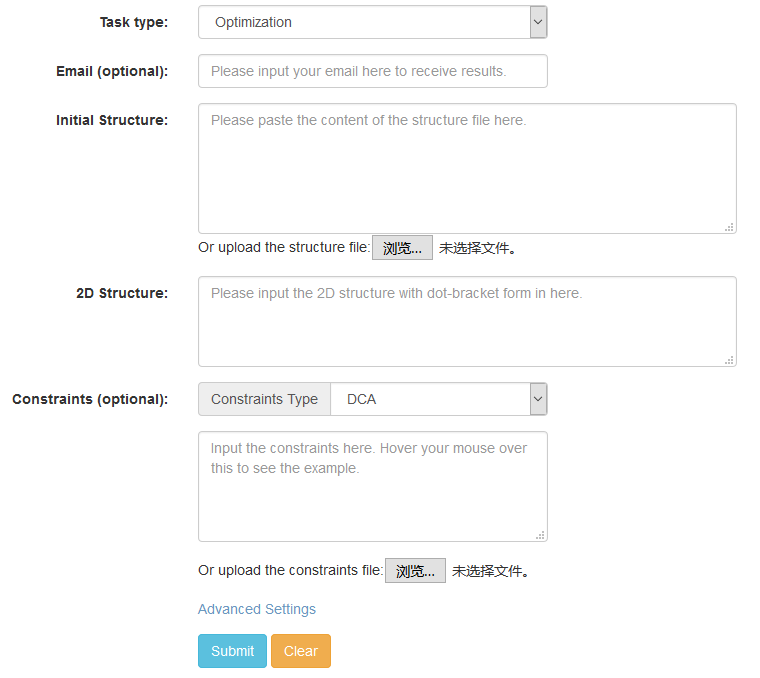 Task type: Optimization
Email (optional): Please input your email here to receive results.
Initial Structure: Please paste the content of the structure file here.
Or upload the structure file: 浏览... 未选择文件。
2D Structure: Please input the 2D structure with dot-bracket form in here.
Constraints (optional): Constraints Type DCA
Input the constraints here. Hover your mouse over
this to see the example.
Or upload the constraints file: 浏览... 未选择文件。
Advanced Settings
Submit Clear